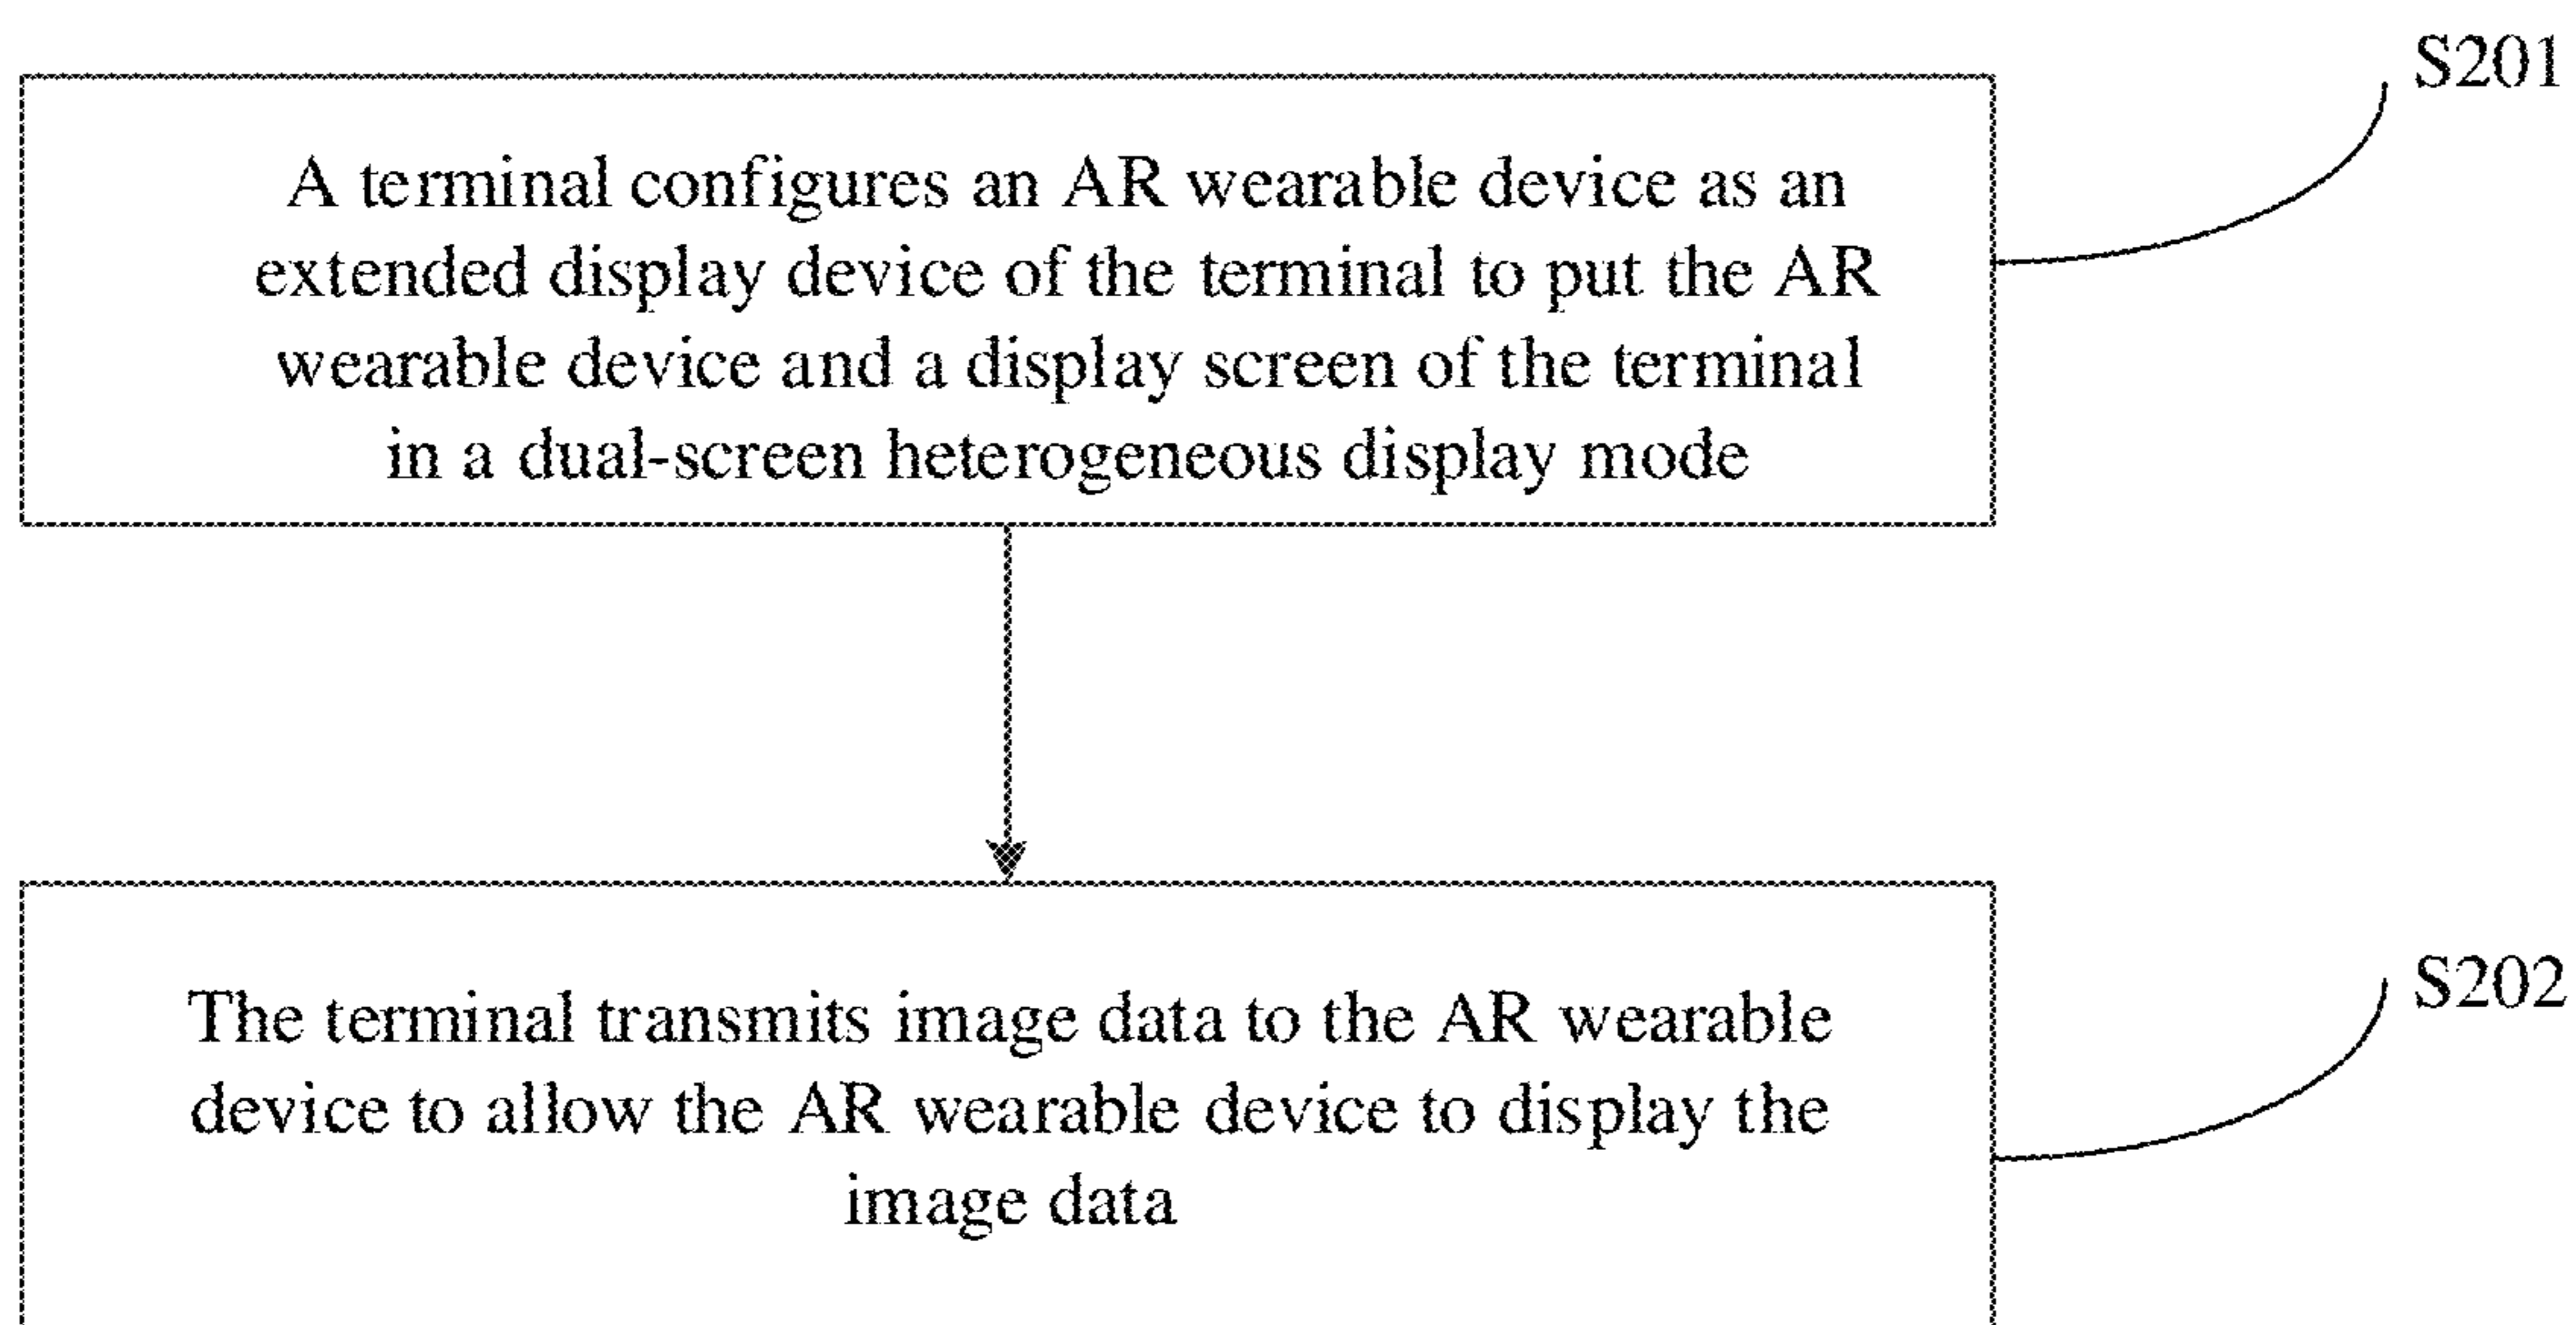 S201
A terminal configures an AR wearable device as an
extended display device of the terminal to put the AR
wearable device and a display screen of the terminal
in a dual-screen heterogeneous display mode
S202
The terminal transmits image data to the AR wearable
device to allow the AR wearable device to display the
image data